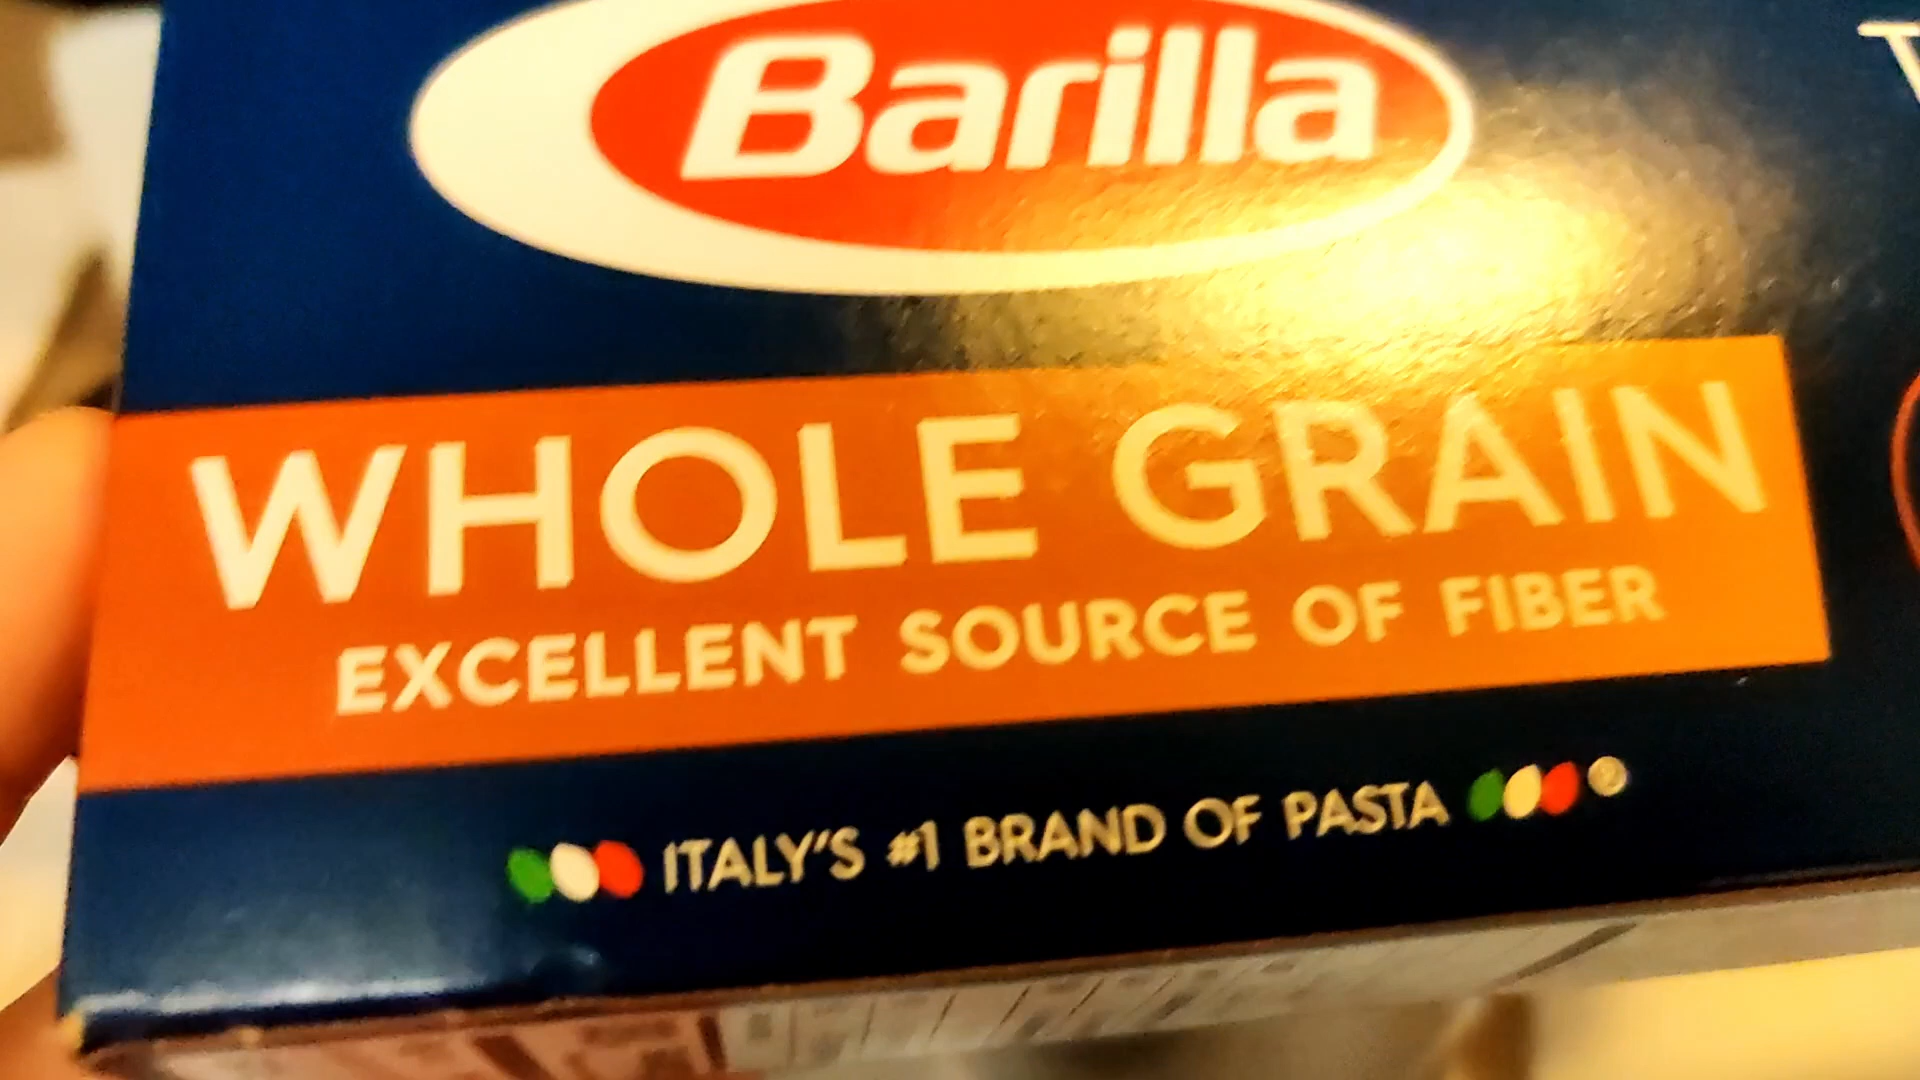 Barilla
WHOLE GRAIN
EXCELLENT SOURCE OF FIBER
ITALY'S #1 BRAND OF PASTA ®